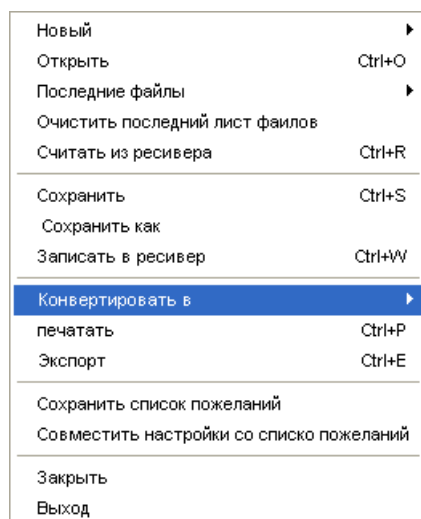 Новый
Открыть Ctrl+O
Последние файлы
Очистить последний лист фаилов
Считать из ресивера Ctrl+R
Сохранить Ctrl+S
Сохранить как
Записать в ресивер Ctrl+W
Конвертировать в
печатать Ctrl+P
Экспорт Ctrl+E
Сохранить список пожеланий
Совместить настройки со списко пожеланий
Закрыть
Выход